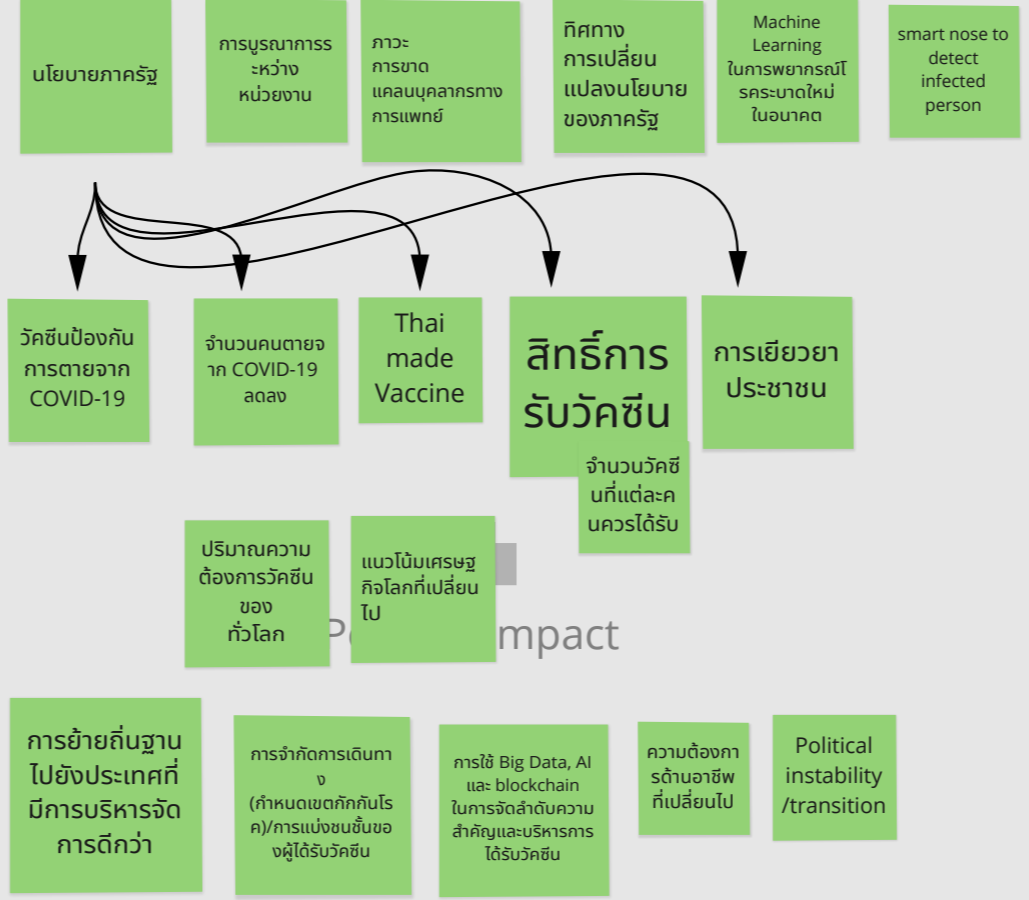 นโยบายภาครัฐ
การบูรณาการร
ะหว่าง
หน่วยงาน
ภาวะ
การขาด
แคลนบุคลากรทาง
การแพทย์
ทิศทาง
การเปลี่ยน
แปลงนโยบาย
ของภาครัฐ
Machine
Learning
ในการพยากรณ์โ
รคระบาดใหม่
ในอนาคต
smart nose to
detect
infected
person
วัคซีนป้องกัน
การตายจาก
COVID-19
จำนวนคนตายจ
าก COVID-19
ลดลง
Thai
made
Vaccine
สิทธิ์การ
รับวัคซีน
การเยียวยา
ประชาชน
จำนวนวัคซี
นที่แต่ละค
นควรได้รับ
ปริมาณความ
ต้องการวัคซีน
ของ
ทั่วโลก
แนวโน้มเศรษฐ
กิจโลกที่เปลี่ยน
ไป
mpact
การย้ายถิ่นฐาน
ไปยังประเทศที่
มีการบริหารจัด
การดีกว่า
การจำกัดการเดินทา
ง
(กำหนดเขตกักกันโร
ค)/การแบ่งชนชั้นขอ
งผู้ได้รับวัคซีน
การใช้ Big Data, AI
และ blockchain
ในการจัดลำดับความ
สำคัญและบริหารการ
ได้รับวัคซีน
ความต้องกา
รด้านอาชีพ
ที่เปลี่ยนไป
Political
instability
/transition